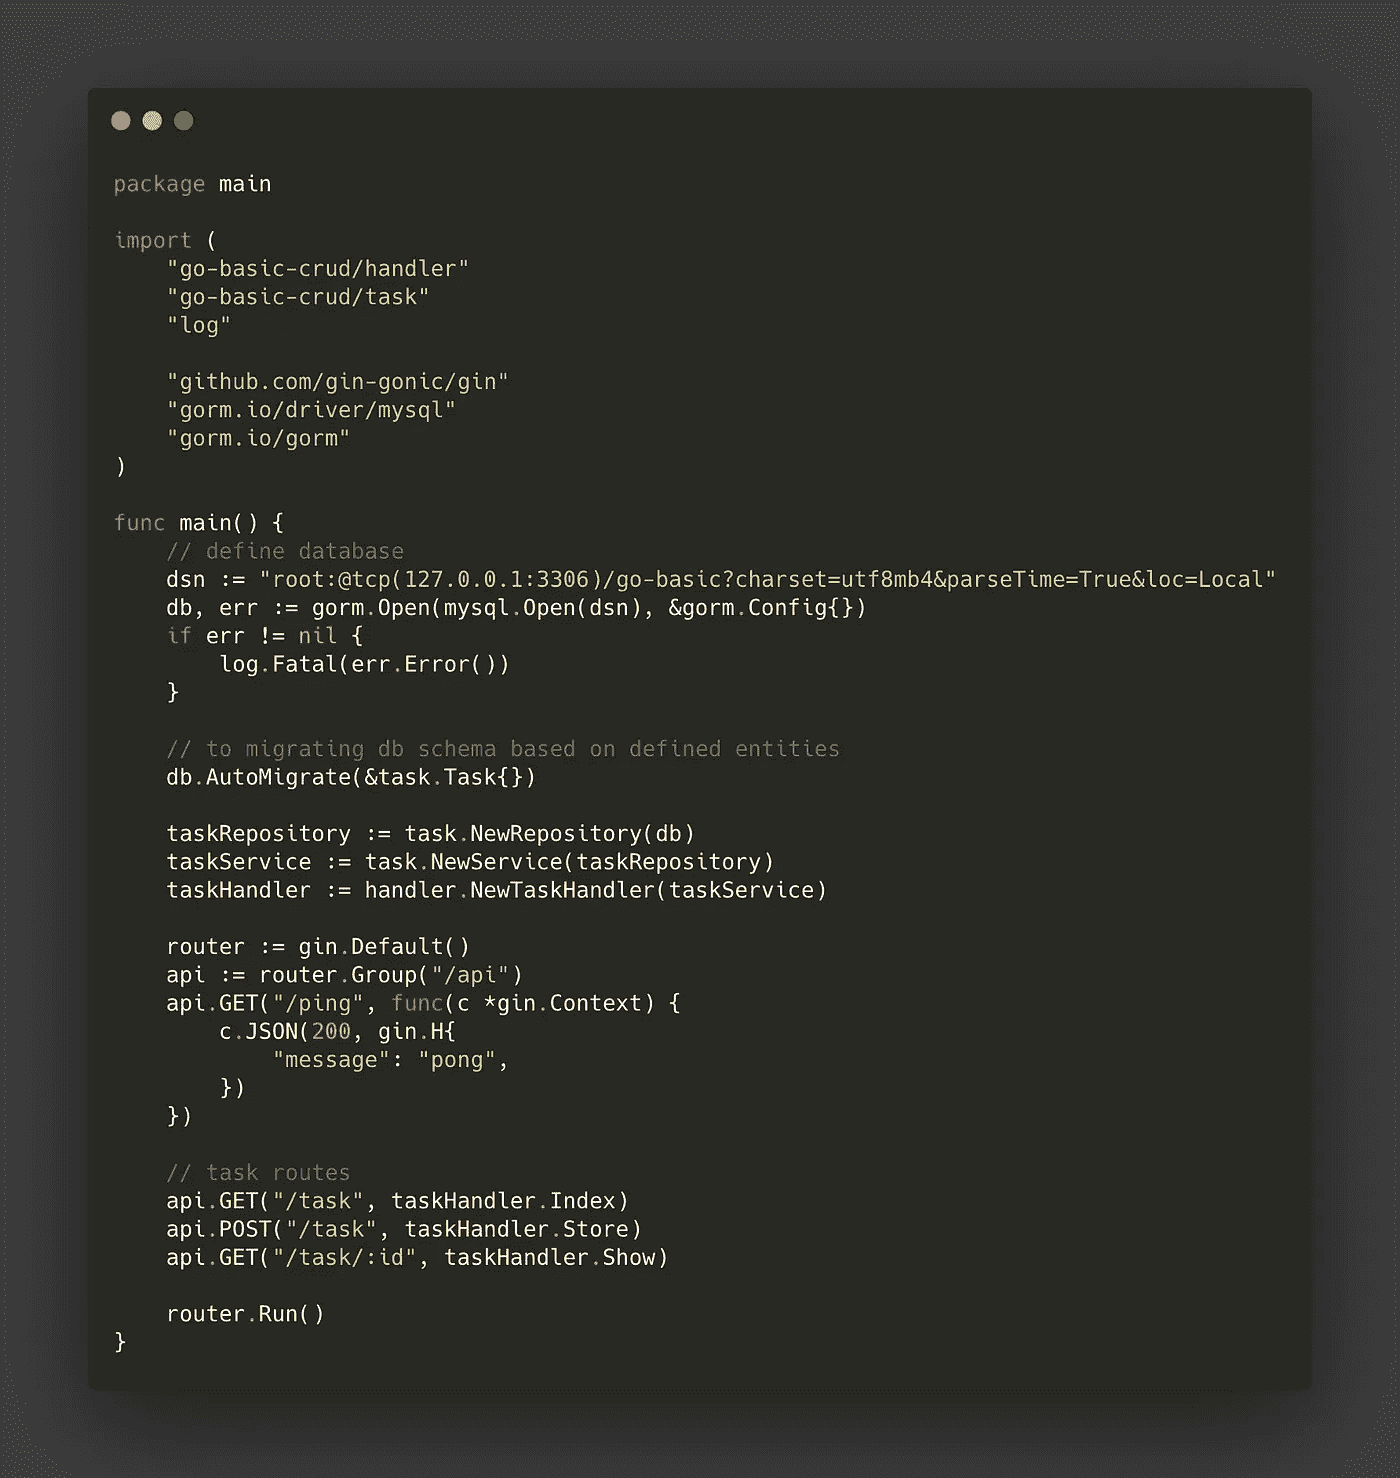 package main

import (
    "go-basic-crud/handler"
    "go-basic-crud/task"
    "log"

    "github.com/gin-gonic/gin"
    "gorm.io/driver/mysql"
    "gorm.io/gorm"
)

func main() {
    // define database
    dsn := "root:@tcp(127.0.0.1:3306)/go-basic?charset=utf8mb4&parseTime=True&loc=Local"
    db, err := gorm.Open(mysql.Open(dsn), &gorm.Config{})
    if err != nil {
        log.Fatal(err.Error())
    }

    // to migrating db schema based on defined entities
    db.AutoMigrate(&task.Task{})

    taskRepository := task.NewRepository(db)
    taskService := task.NewService(taskRepository)
    taskHandler := handler.NewTaskHandler(taskService)

    router := gin.Default()
    api := router.Group("/api")
    api.GET("/ping", func(c *gin.Context) {
        c.JSON(200, gin.H{
            "message": "pong",
        })
    })

    // task routes
    api.GET("/task", taskHandler.Index)
    api.POST("/task", taskHandler.Store)
    api.GET("/task/:id", taskHandler.Show)

    router.Run()
}